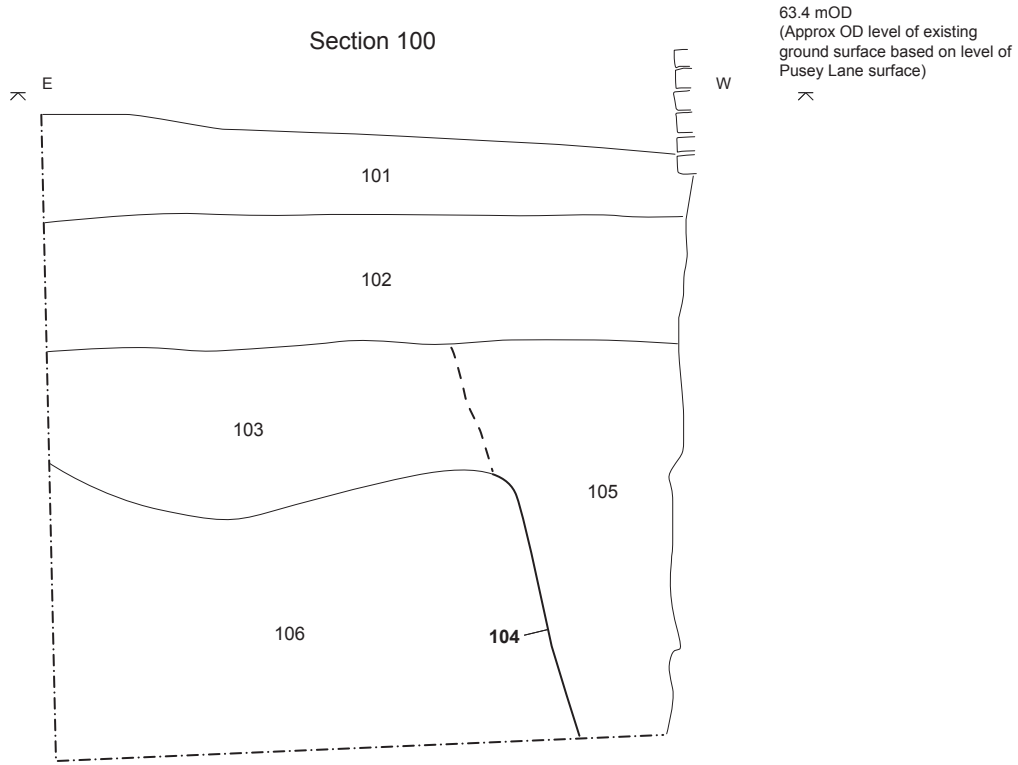 63.4 mOD
(Approx OD level of existing
ground surface based on level of
Pusey Lane surface)
Section 100
E
W
101
102
103
105
106
104